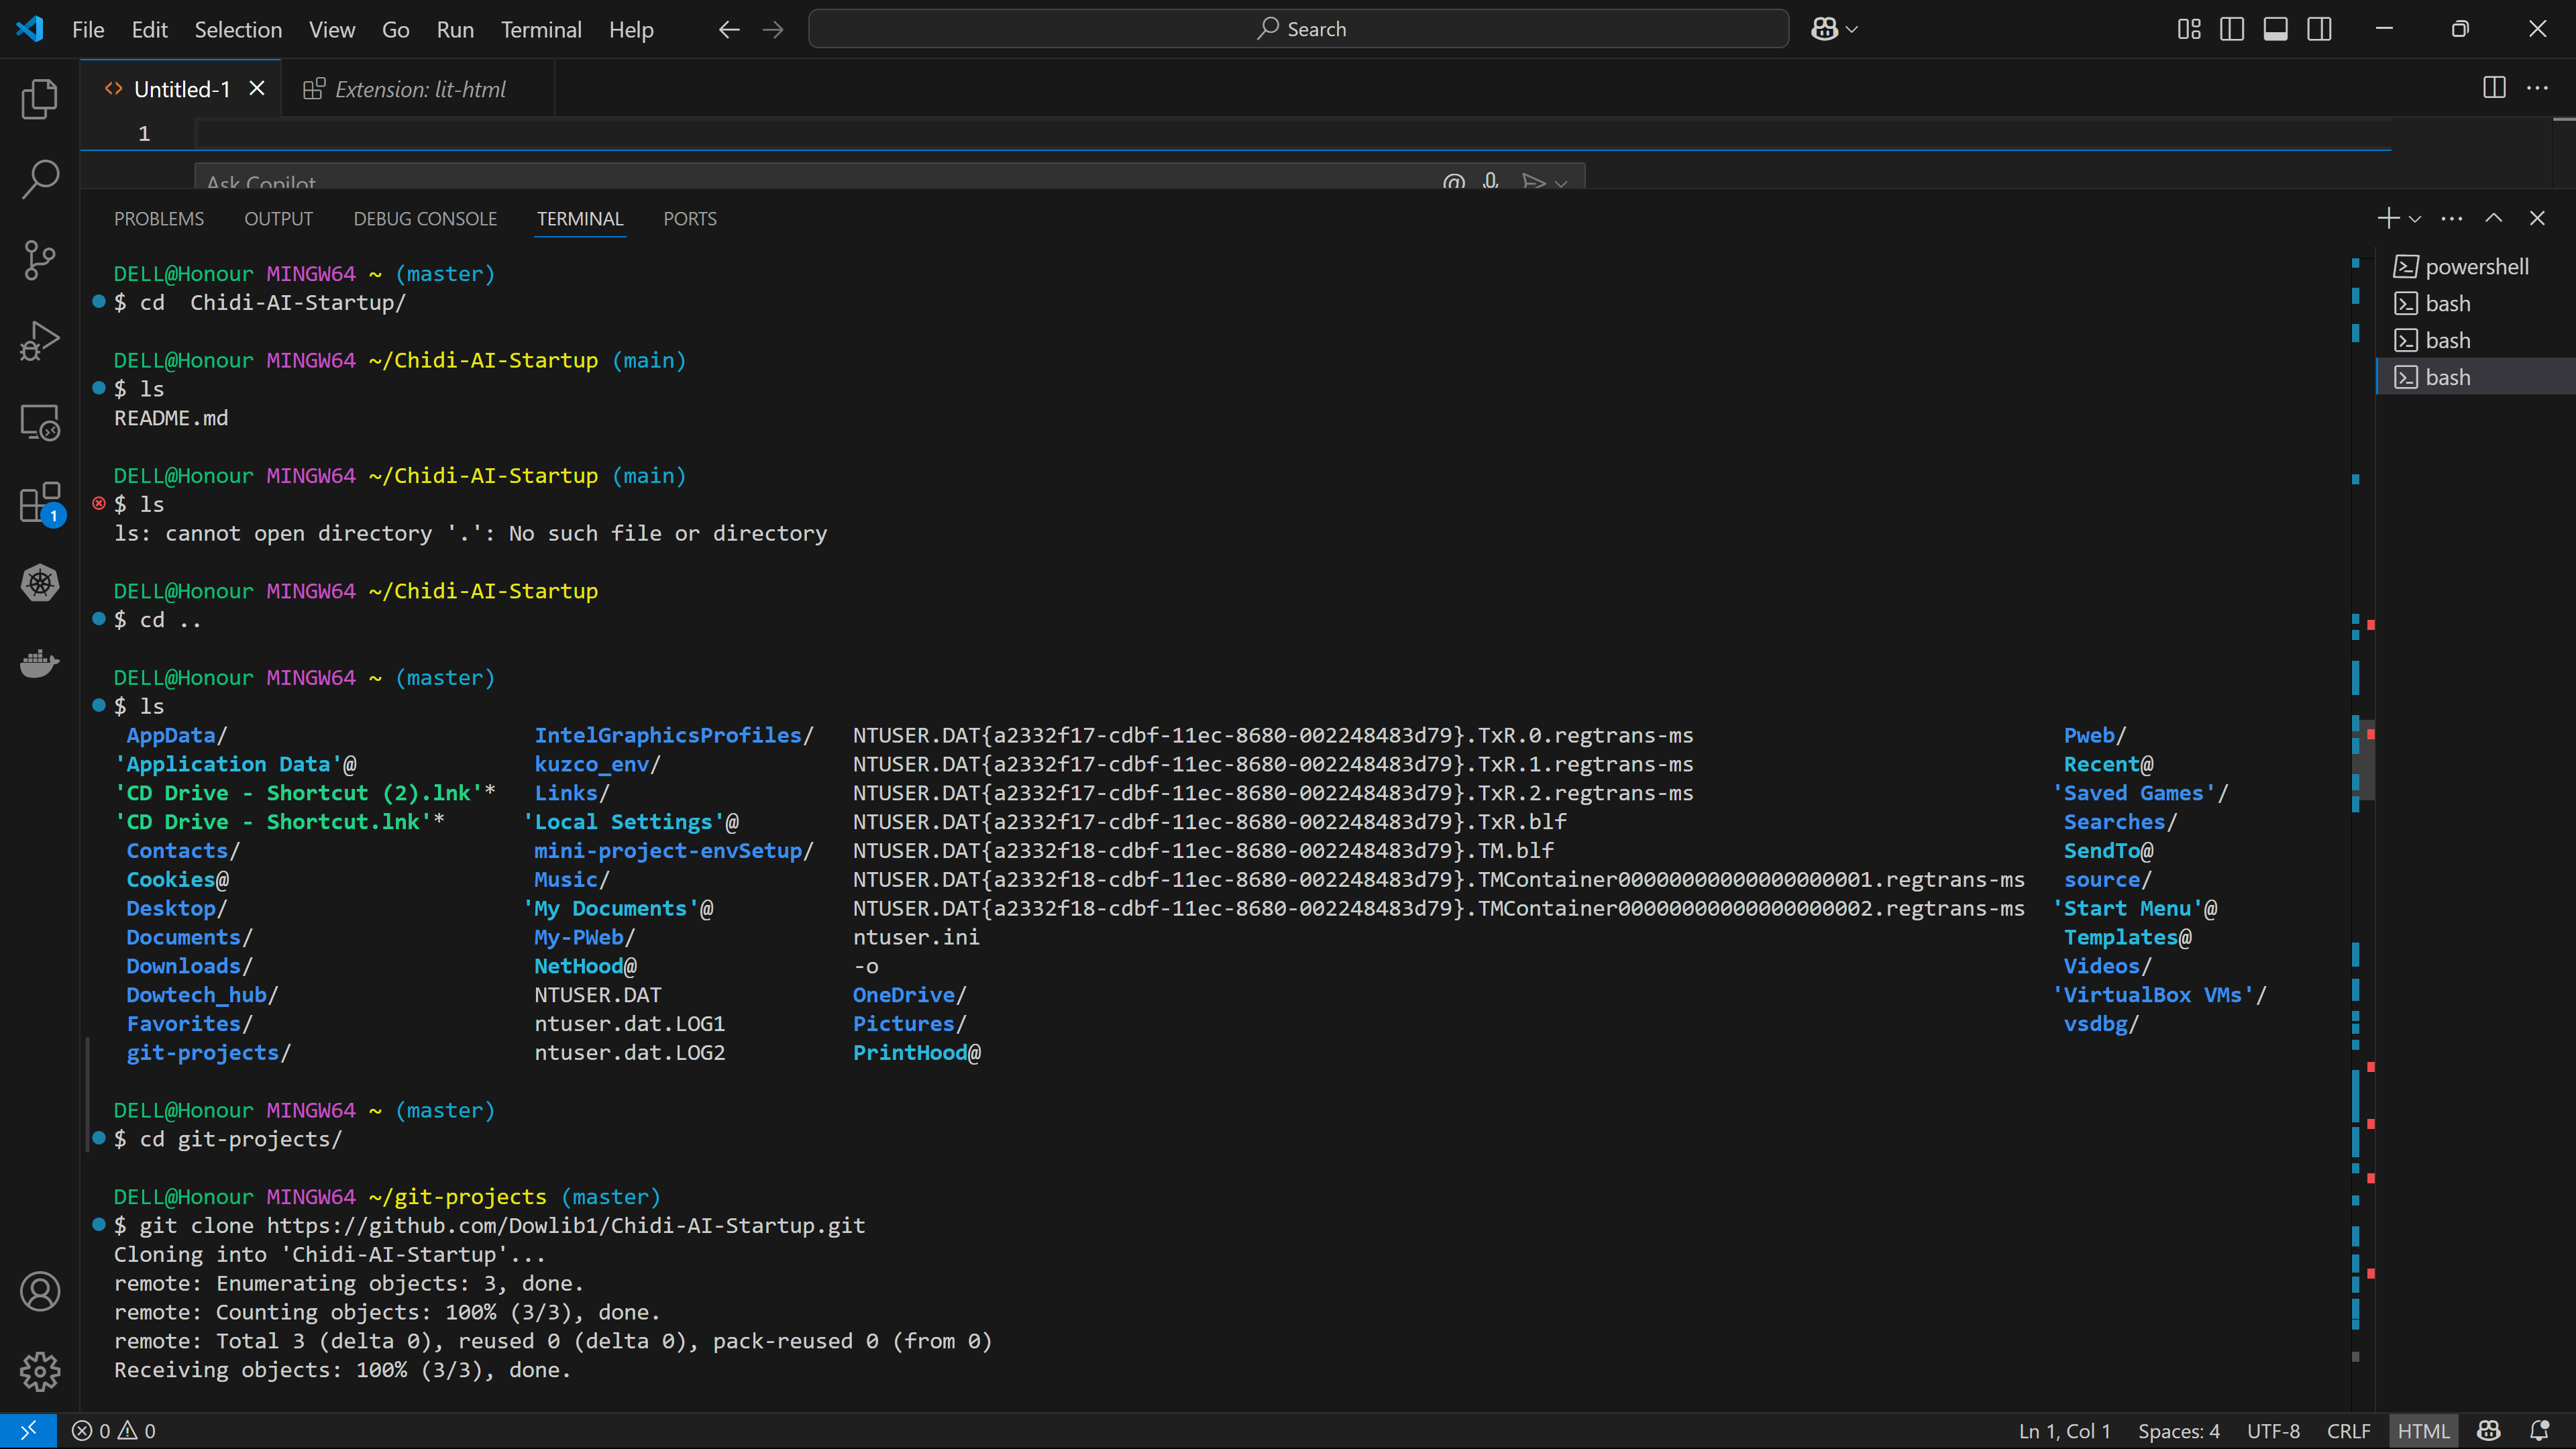 File Edit Selection View Go Run Terminal Help Search
Untitled-1 Extension: lit-html
1
Ask Copilot
PROBLEMS OUTPUT DEBUG CONSOLE TERMINAL PORTS
powershell
bash
bash
bash
DELL@Honour MINGW64 ~ (master)
$ cd  Chidi-AI-Startup/
DELL@Honour MINGW64 ~/Chidi-AI-Startup (main)
$ ls
README.md
DELL@Honour MINGW64 ~/Chidi-AI-Startup (main)
$ ls
ls: cannot open directory '.': No such file or directory
DELL@Honour MINGW64 ~/Chidi-AI-Startup
$ cd ..
DELL@Honour MINGW64 ~ (master)
$ ls
AppData/ IntelGraphicsProfiles/ NTUSER.DAT{a2332f17-cdbf-11ec-8680-002248483d79}.TxR.0.regtrans-ms Pweb/
'Application Data'@ kuzco_env/ NTUSER.DAT{a2332f17-cdbf-11ec-8680-002248483d79}.TxR.1.regtrans-ms Recent@
'CD Drive - Shortcut (2).lnk'* Links/ NTUSER.DAT{a2332f17-cdbf-11ec-8680-002248483d79}.TxR.2.regtrans-ms 'Saved Games'/
'CD Drive - Shortcut.lnk'* 'Local Settings'@ NTUSER.DAT{a2332f17-cdbf-11ec-8680-002248483d79}.TxR.blf Searches/
Contacts/ mini-project-envSetup/ NTUSER.DAT{a2332f18-cdbf-11ec-8680-002248483d79}.TM.blf SendTo@
Cookies@ Music/ NTUSER.DAT{a2332f18-cdbf-11ec-8680-002248483d79}.TMContainer00000000000000000001.regtrans-ms source/
Desktop/ 'My Documents'@ NTUSER.DAT{a2332f18-cdbf-11ec-8680-002248483d79}.TMContainer00000000000000000002.regtrans-ms 'Start Menu'@
Documents/ My-PWeb/ ntuser.ini Templates@
Downloads/ NetHood@ -o Videos/
Dowtech_hub/ NTUSER.DAT OneDrive/ 'VirtualBox VMs'/
Favorites/ ntuser.dat.LOG1 Pictures/ vsdbg/
git-projects/ ntuser.dat.LOG2 PrintHood@
DELL@Honour MINGW64 ~ (master)
$ cd git-projects/
DELL@Honour MINGW64 ~/git-projects (master)
$ git clone https://github.com/Dowlib1/Chidi-AI-Startup.git
Cloning into 'Chidi-AI-Startup'...
remote: Enumerating objects: 3, done.
remote: Counting objects: 100% (3/3), done.
remote: Total 3 (delta 0), reused 0 (delta 0), pack-reused 0 (from 0)
Receiving objects: 100% (3/3), done.
1
0 0 Ln 1, Col 1 Spaces: 4 UTF-8 CRLF HTML